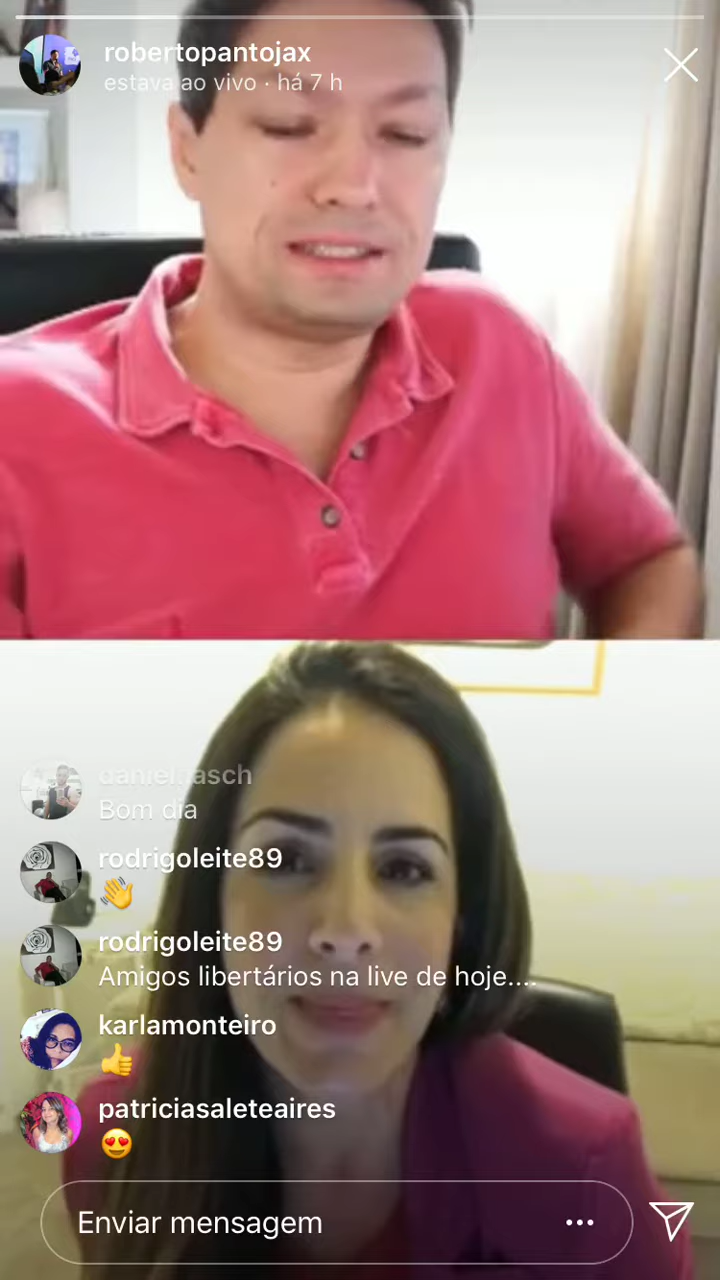 robertopantojax
estava ao vivo · há 7 h
danielrasch
Bom dia
rodrigoleite89
👋
rodrigoleite89
Amigos libertários na live de hoje....
karlamonteiro
👍
patriciasaleteaires
😍
Enviar mensagem